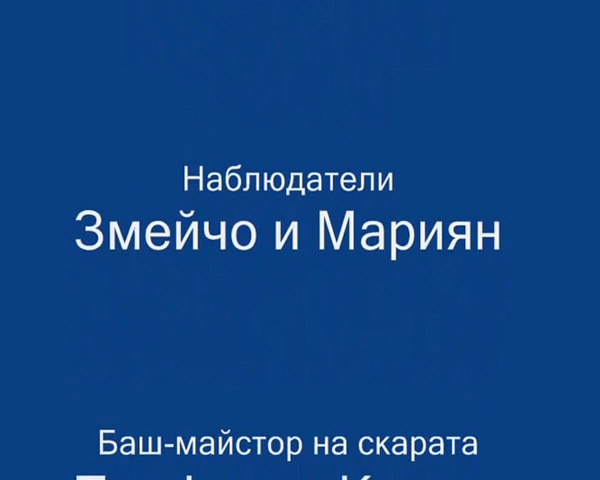 Наблюдатели
Змейчо и Мариян
Баш-майстор на скарата